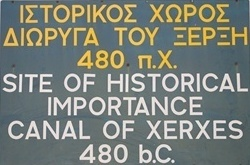 ΙΣΤΟΡΙΚΟΣ ΧΩΡΟΣ
ΔΙΩΡΥΓΑ ΤΟΥ ΞΕΡΞΗ
480 π.Χ.
SITE OF HISTORICAL
IMPORTANCE
CANAL OF XERXES
480 b.C.